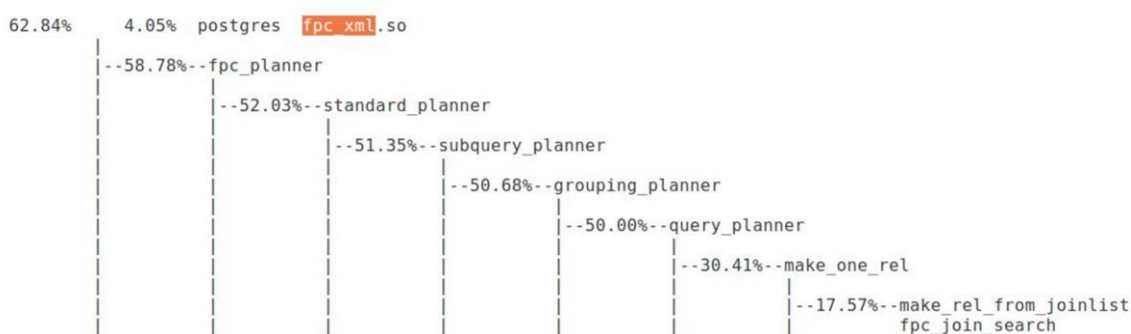 62.84% 4.05% postgres fpc_xml.so
|
|--58.78%--fpc_planner
| |
| |--52.03%--standard_planner
| | |
| | |--51.35%--subquery_planner
| | | |
| | | |--50.68%--grouping_planner
| | | | |
| | | | |--50.00%--query_planner
| | | | | |
| | | | | |--30.41%--make_one_rel
| | | | | | |
| | | | | | |--17.57%--make_rel_from_joinlist
| | | | | | | fpc_join_search